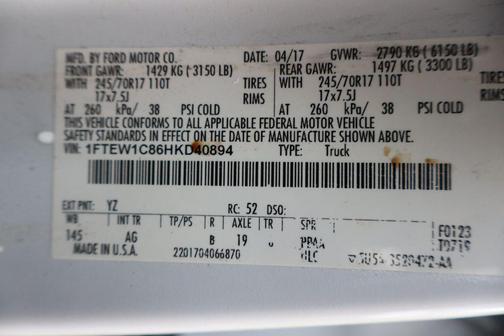 MFD. BY FORD MOTOR CO. DATE: 04/17 GVWR: 2790 KG (6150 LB)
FRONT GAWR: 1429 KG (3150 LB) REAR GAWR: 1497 KG (3300 LB)
WITH 245/70R17 110T TIRES WITH 245/70R17 110T
17x7.5J RIMS 17x7.5J
AT 260 kPa/ 38 PSI COLD AT 260 kPa/ 38 PSI COLD
THIS VEHICLE CONFORMS TO ALL APPLICABLE FEDERAL MOTOR VEHICLE
SAFETY STANDARDS IN EFFECT ON THE DATE OF MANUFACTURE SHOWN ABOVE.
VIN: 1FTEW1C86HKD40894 TYPE: Truck
EXT PNT: YZ RC: 52 DSO:
WB INT TR TP/PS R AXLE TR SPR F0123
145 AG B 19 T0719
MADE IN U.S.A. 2201704066870